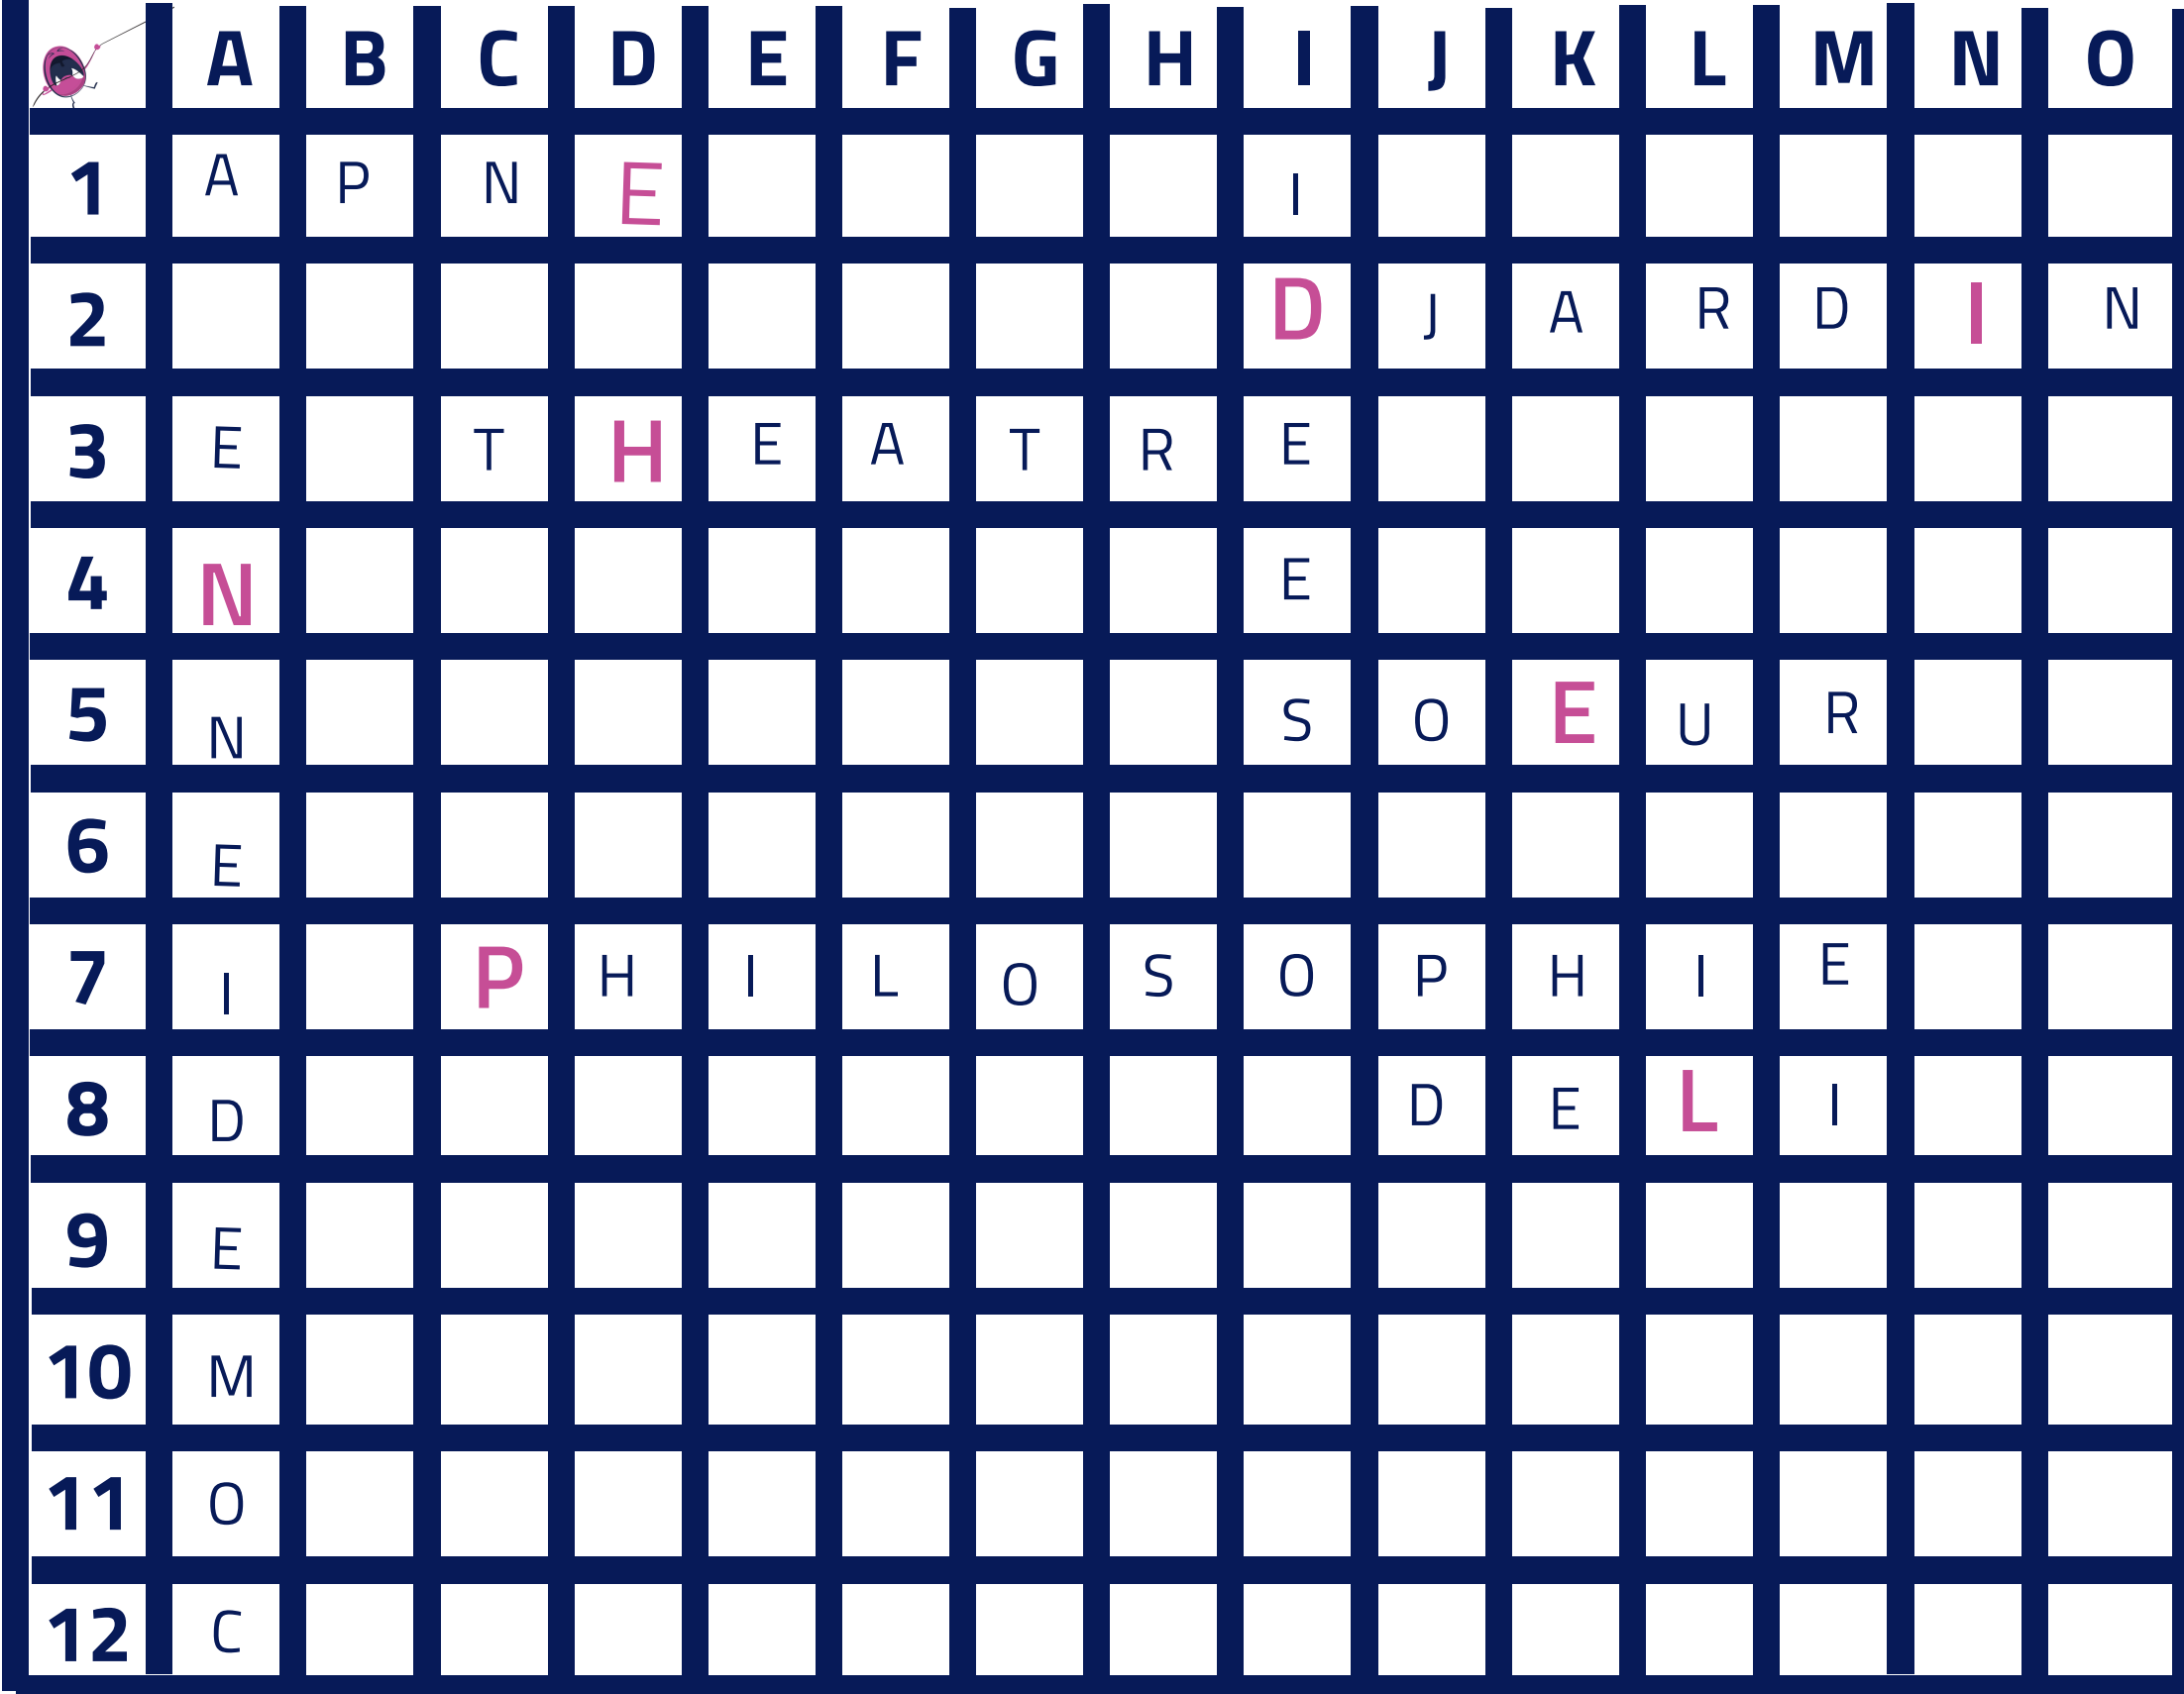 A B C D E F G H I J K L M N O
1 A P N E I
2 D J A R D I N
3 E T H E A T R E E
4 N E
5 N S O E U R
6 E
7 I P H I L O S O P H I E
8 D D E L I
9 E
10 M
11 O
12 C